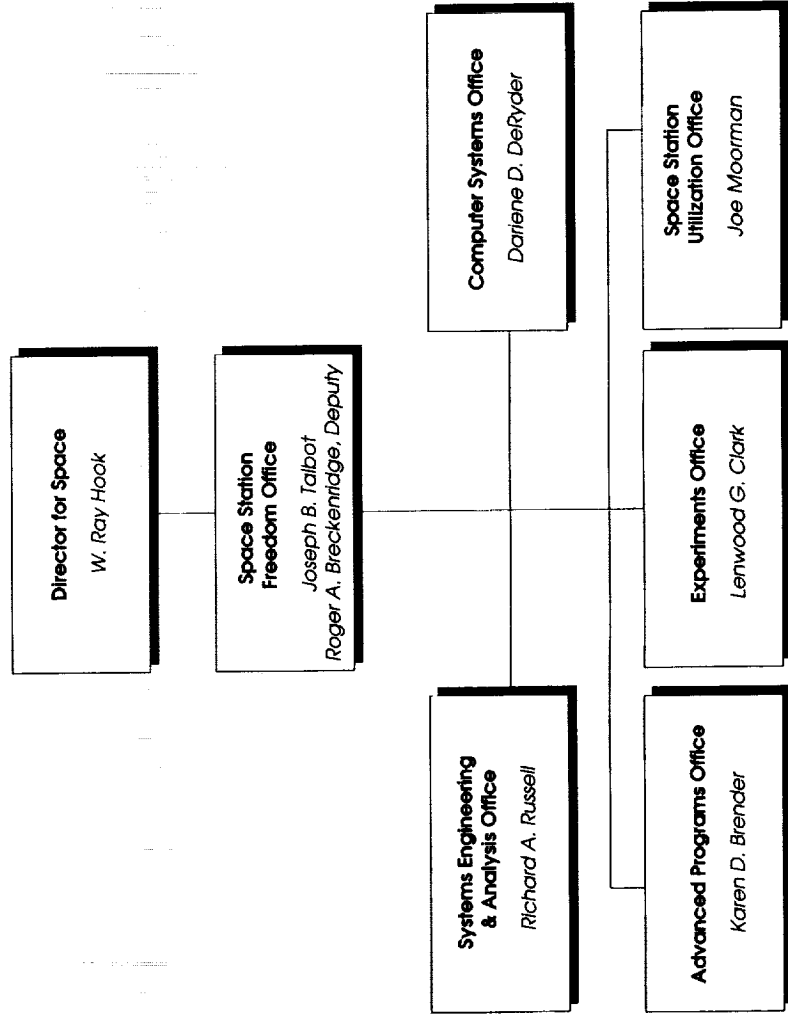 Director for Space
W. Ray Hook
Space Station
Freedom Office
Joseph B. Talbot
Roger A. Breckenridge, Deputy
Systems Engineering
& Analysis Office
Richard A. Russell
Computer Systems Office
Darlene D. DeRyder
Advanced Programs Office
Karen D. Brender
Experiments Office
Lenwood G. Clark
Space Station
Utilization Office
Joe Moorman